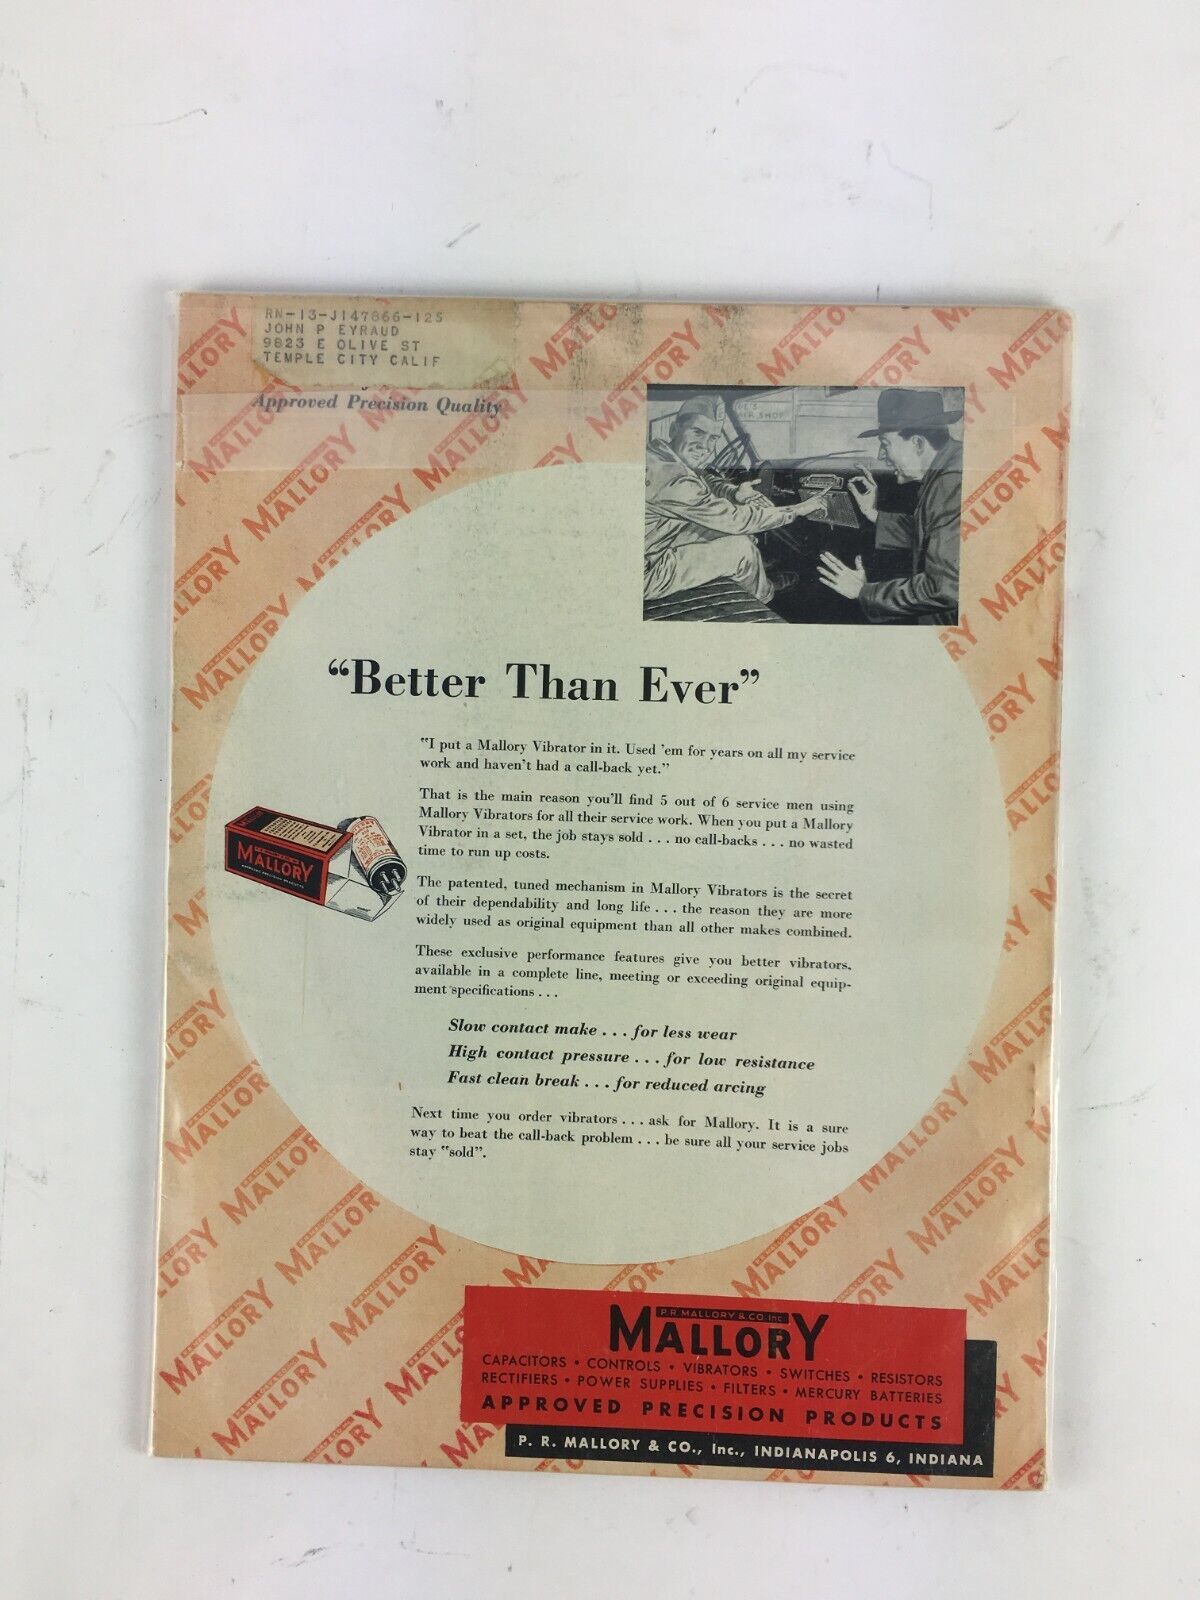 RN-13-J147866-125
JOHN P EYRAUD
9823 E OLIVE ST
TEMPLE CITY CALIF
Approved Precision Quality
"Better Than Ever"
"I put a Mallory Vibrator in it. Used 'em for years on all my service
work and haven't had a call-back yet."
That is the main reason you'll find 5 out of 6 service men using
Mallory Vibrators for all their service work. When you put a Mallory
Vibrator in a set, the job stays sold . . . no call-backs . . . no wasted
time to run up costs.
The patented, tuned mechanism in Mallory Vibrators is the secret
of their dependability and long life . . . the reason they are more
widely used as original equipment than all other makes combined.
These exclusive performance features give you better vibrators,
available in a complete line, meeting or exceeding original equip-
ment specifications . . .
Slow contact make . . . for less wear
High contact pressure . . . for low resistance
Fast clean break . . . for reduced arcing
Next time you order vibrators . . . ask for Mallory. It is a sure
way to beat the call-back problem . . . be sure all your service jobs
stay "sold".
MALLORY
P. R. MALLORY & CO. Inc.
MALLORY
CAPACITORS • CONTROLS • VIBRATORS • SWITCHES • RESISTORS
RECTIFIERS • POWER SUPPLIES • FILTERS • MERCURY BATTERIES
APPROVED PRECISION PRODUCTS
P. R. MALLORY & CO., Inc., INDIANAPOLIS 6, INDIANA